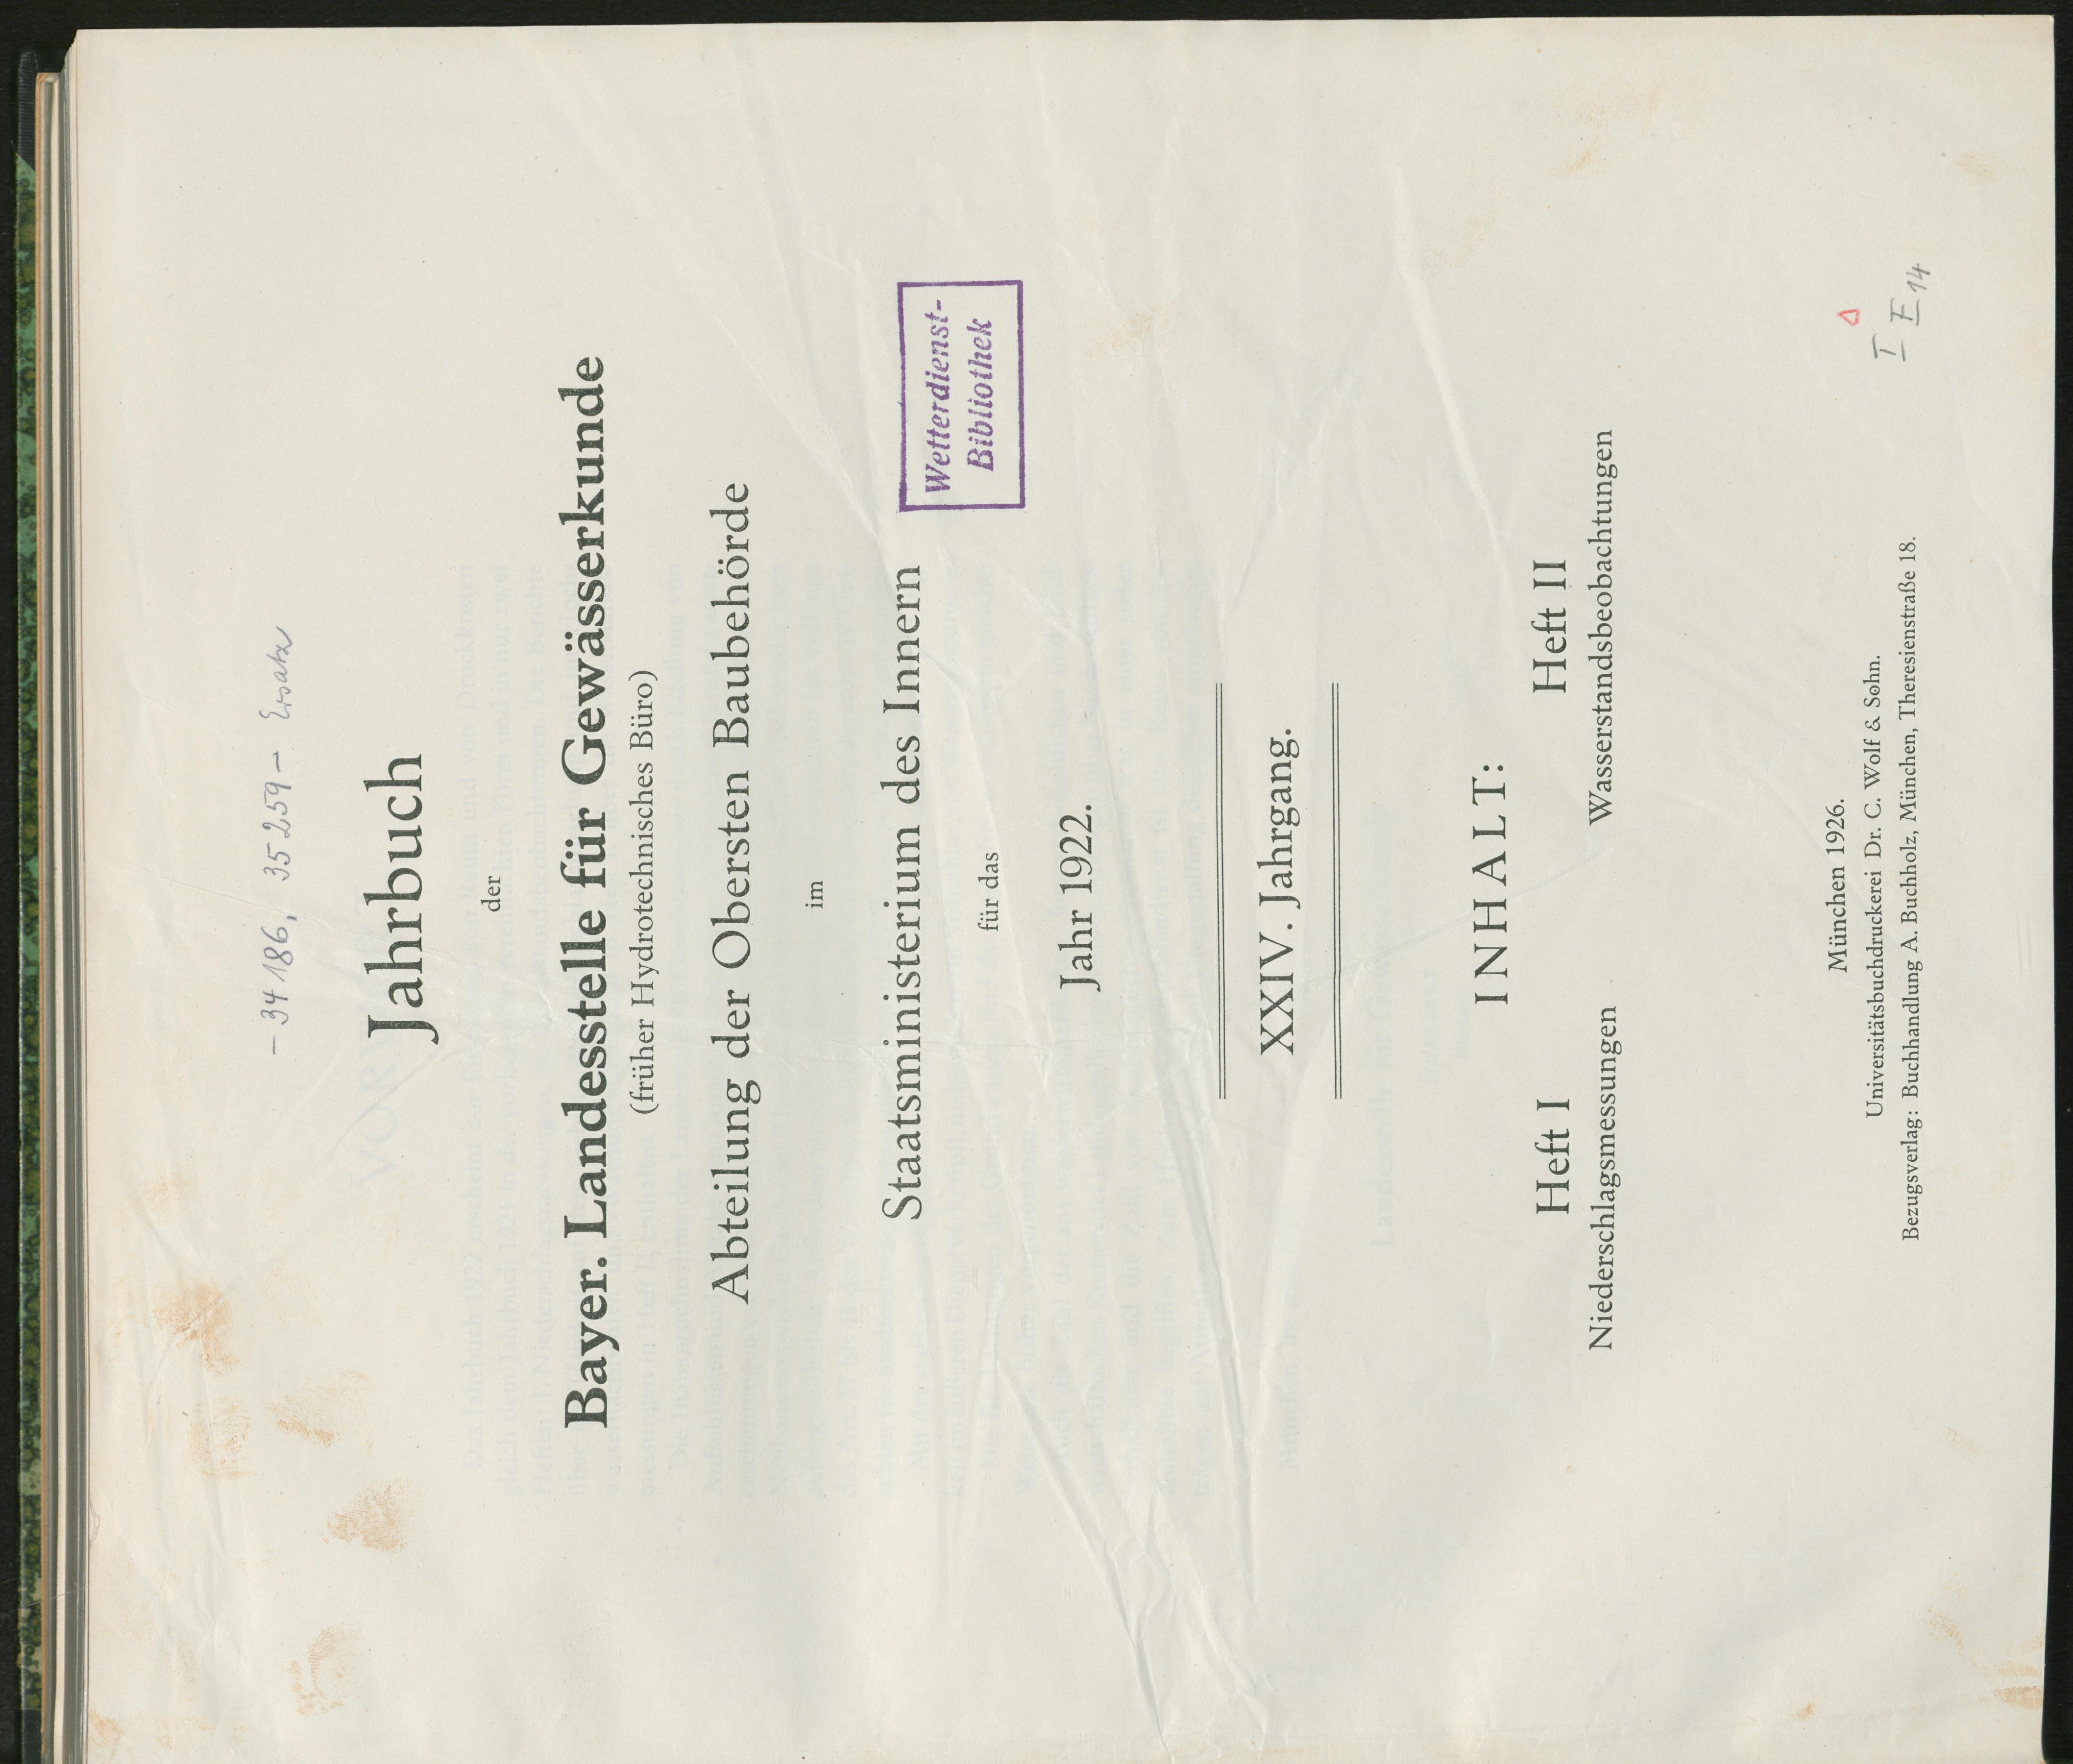 – 34186, 35259 – Ersatz
Jahrbuch
der
Bayer. Landesstelle für Gewässerkunde
(früher Hydrotechnisches Büro)
Abteilung der Obersten Baubehörde
im
Staatsministerium des Innern
Wetterdienst-
Bibliothek
für das
Jahr 1922.
XXIV. Jahrgang.
INHALT:
Heft I
Niederschlagsmessungen
Heft II
Wasserstandsbeobachtungen
München 1926.
Universitätsbuchdruckerei Dr. C. Wolf & Sohn.
Bezugsverlag: Buchhandlung A. Buchholz, München, Theresienstraße 18.
I E 14